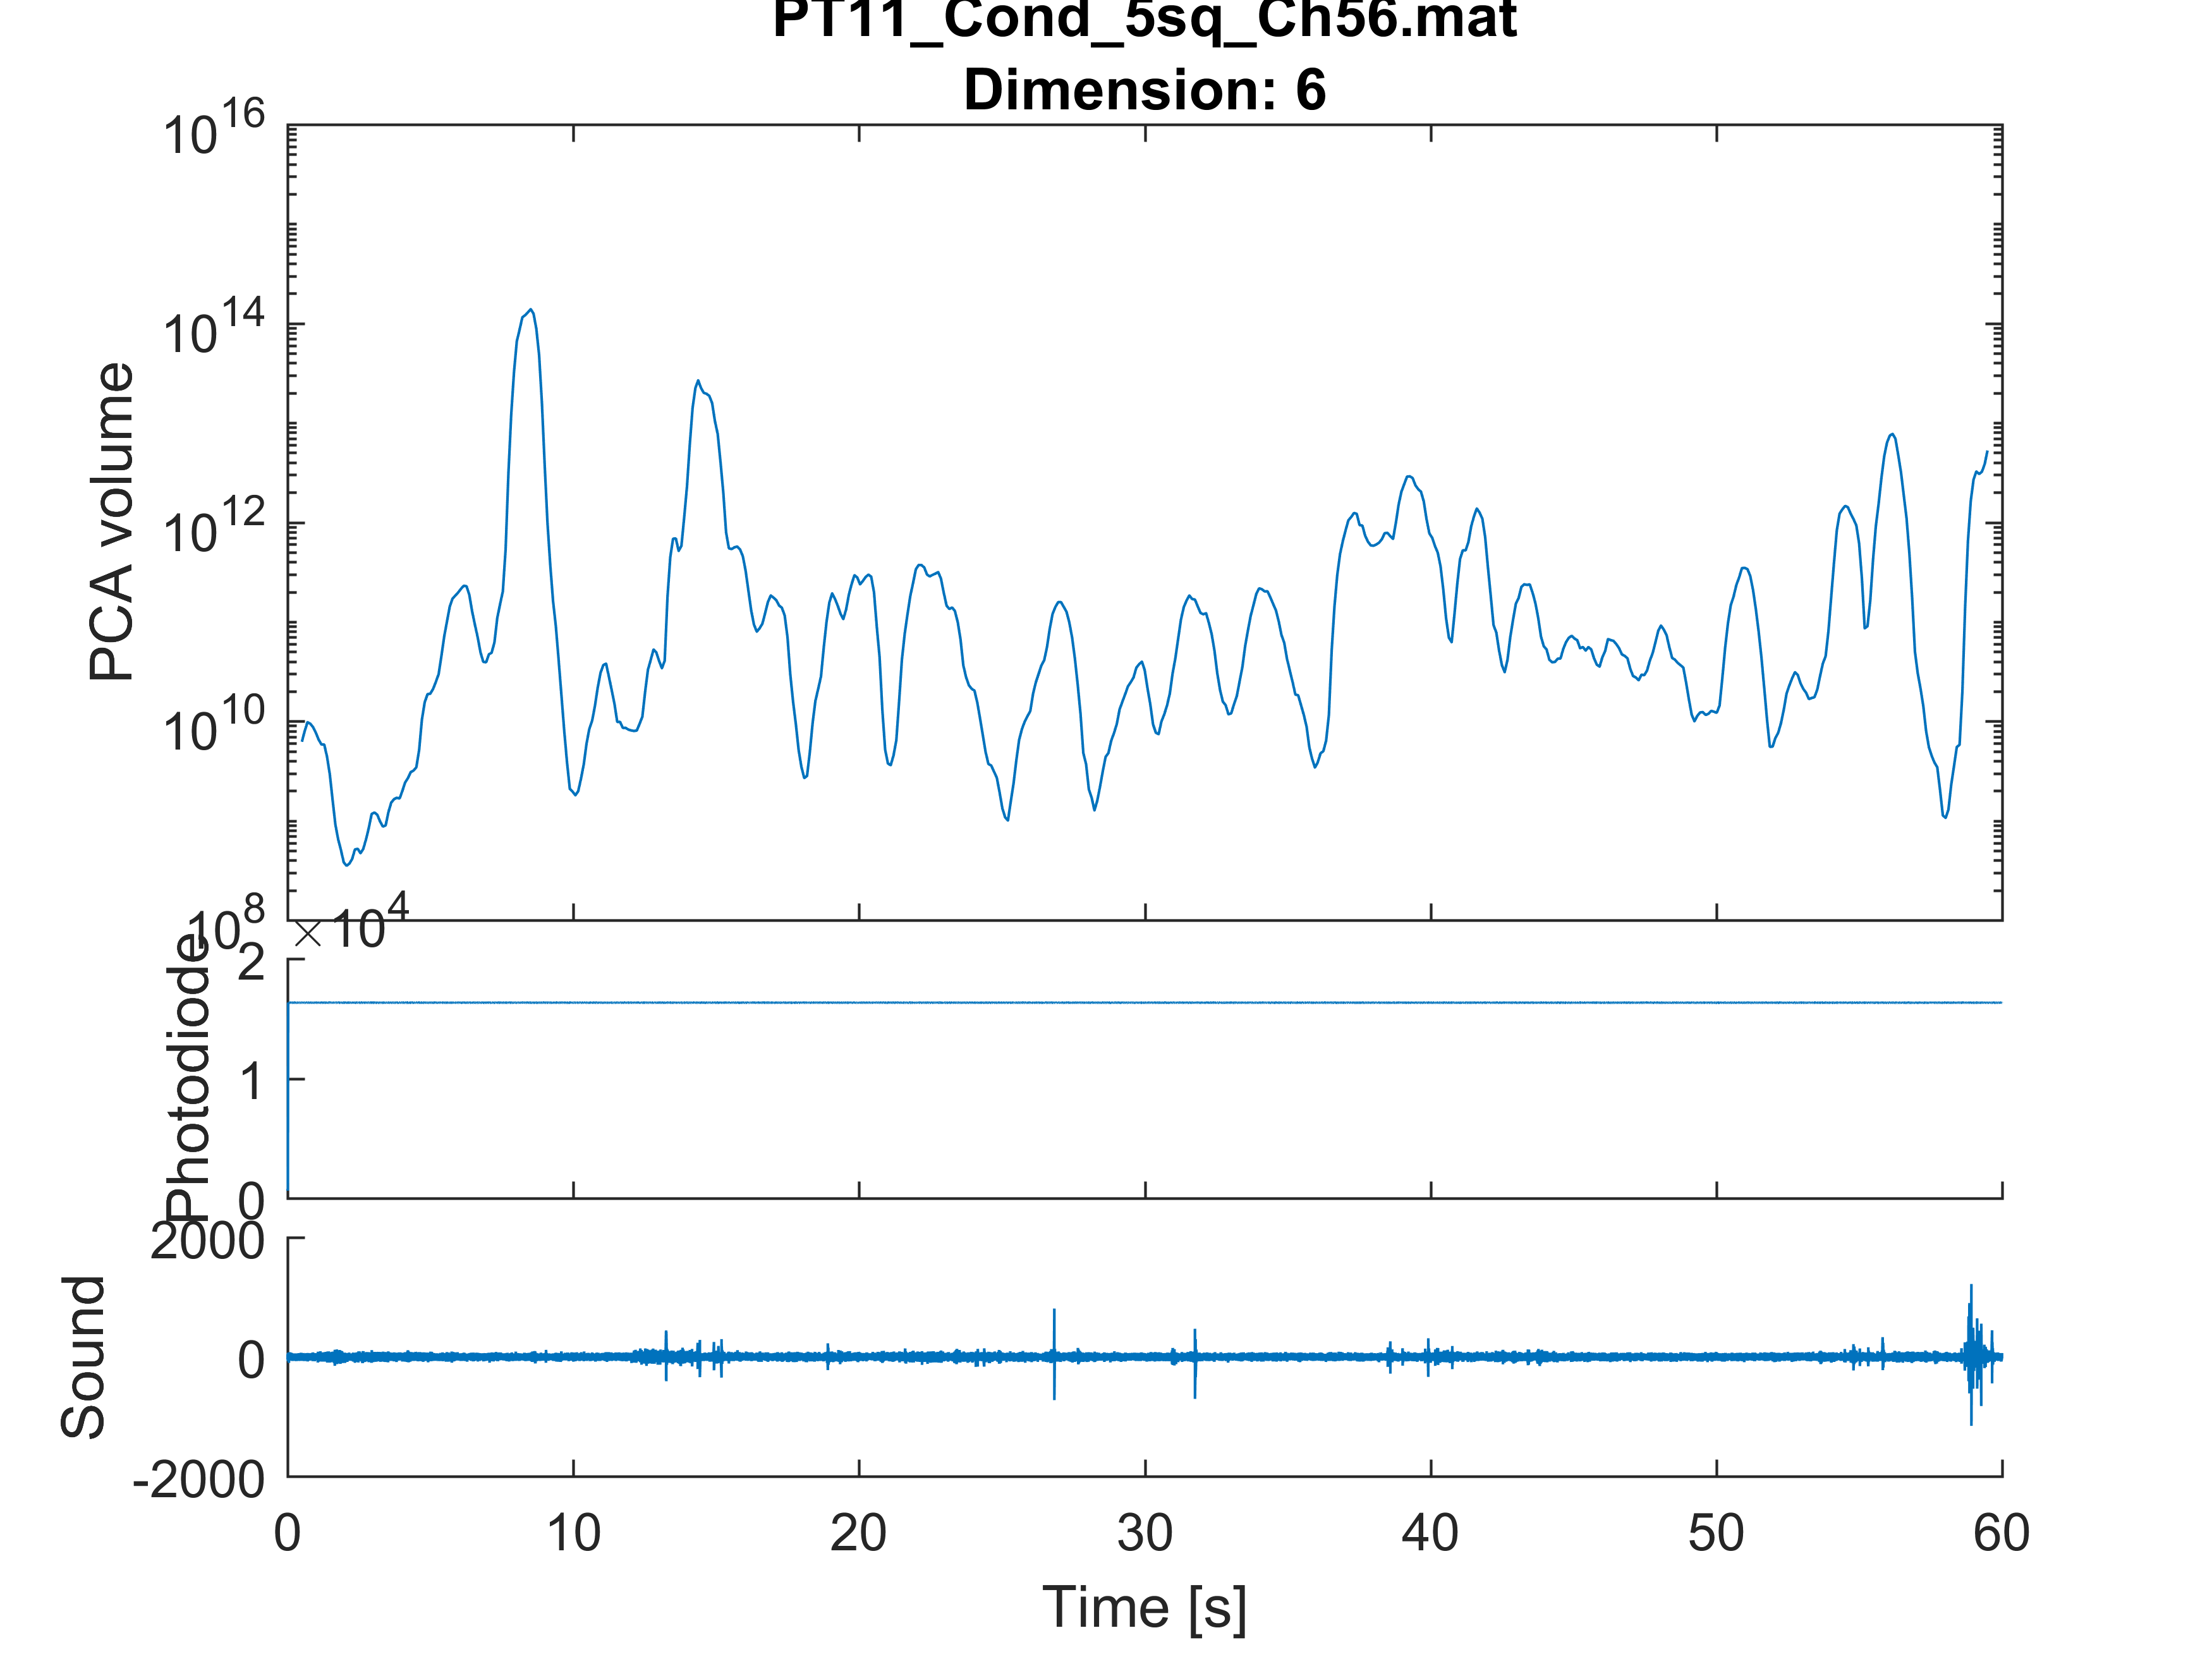 PT11_Cond_5sq_Ch56.mat
Dimension: 6
10^16
10^14
10^12
10^10
10^8
PCA volume
× 10^4
2
1
0
Photodiode
2000
0
-2000
Sound
0 10 20 30 40 50 60
Time [s]